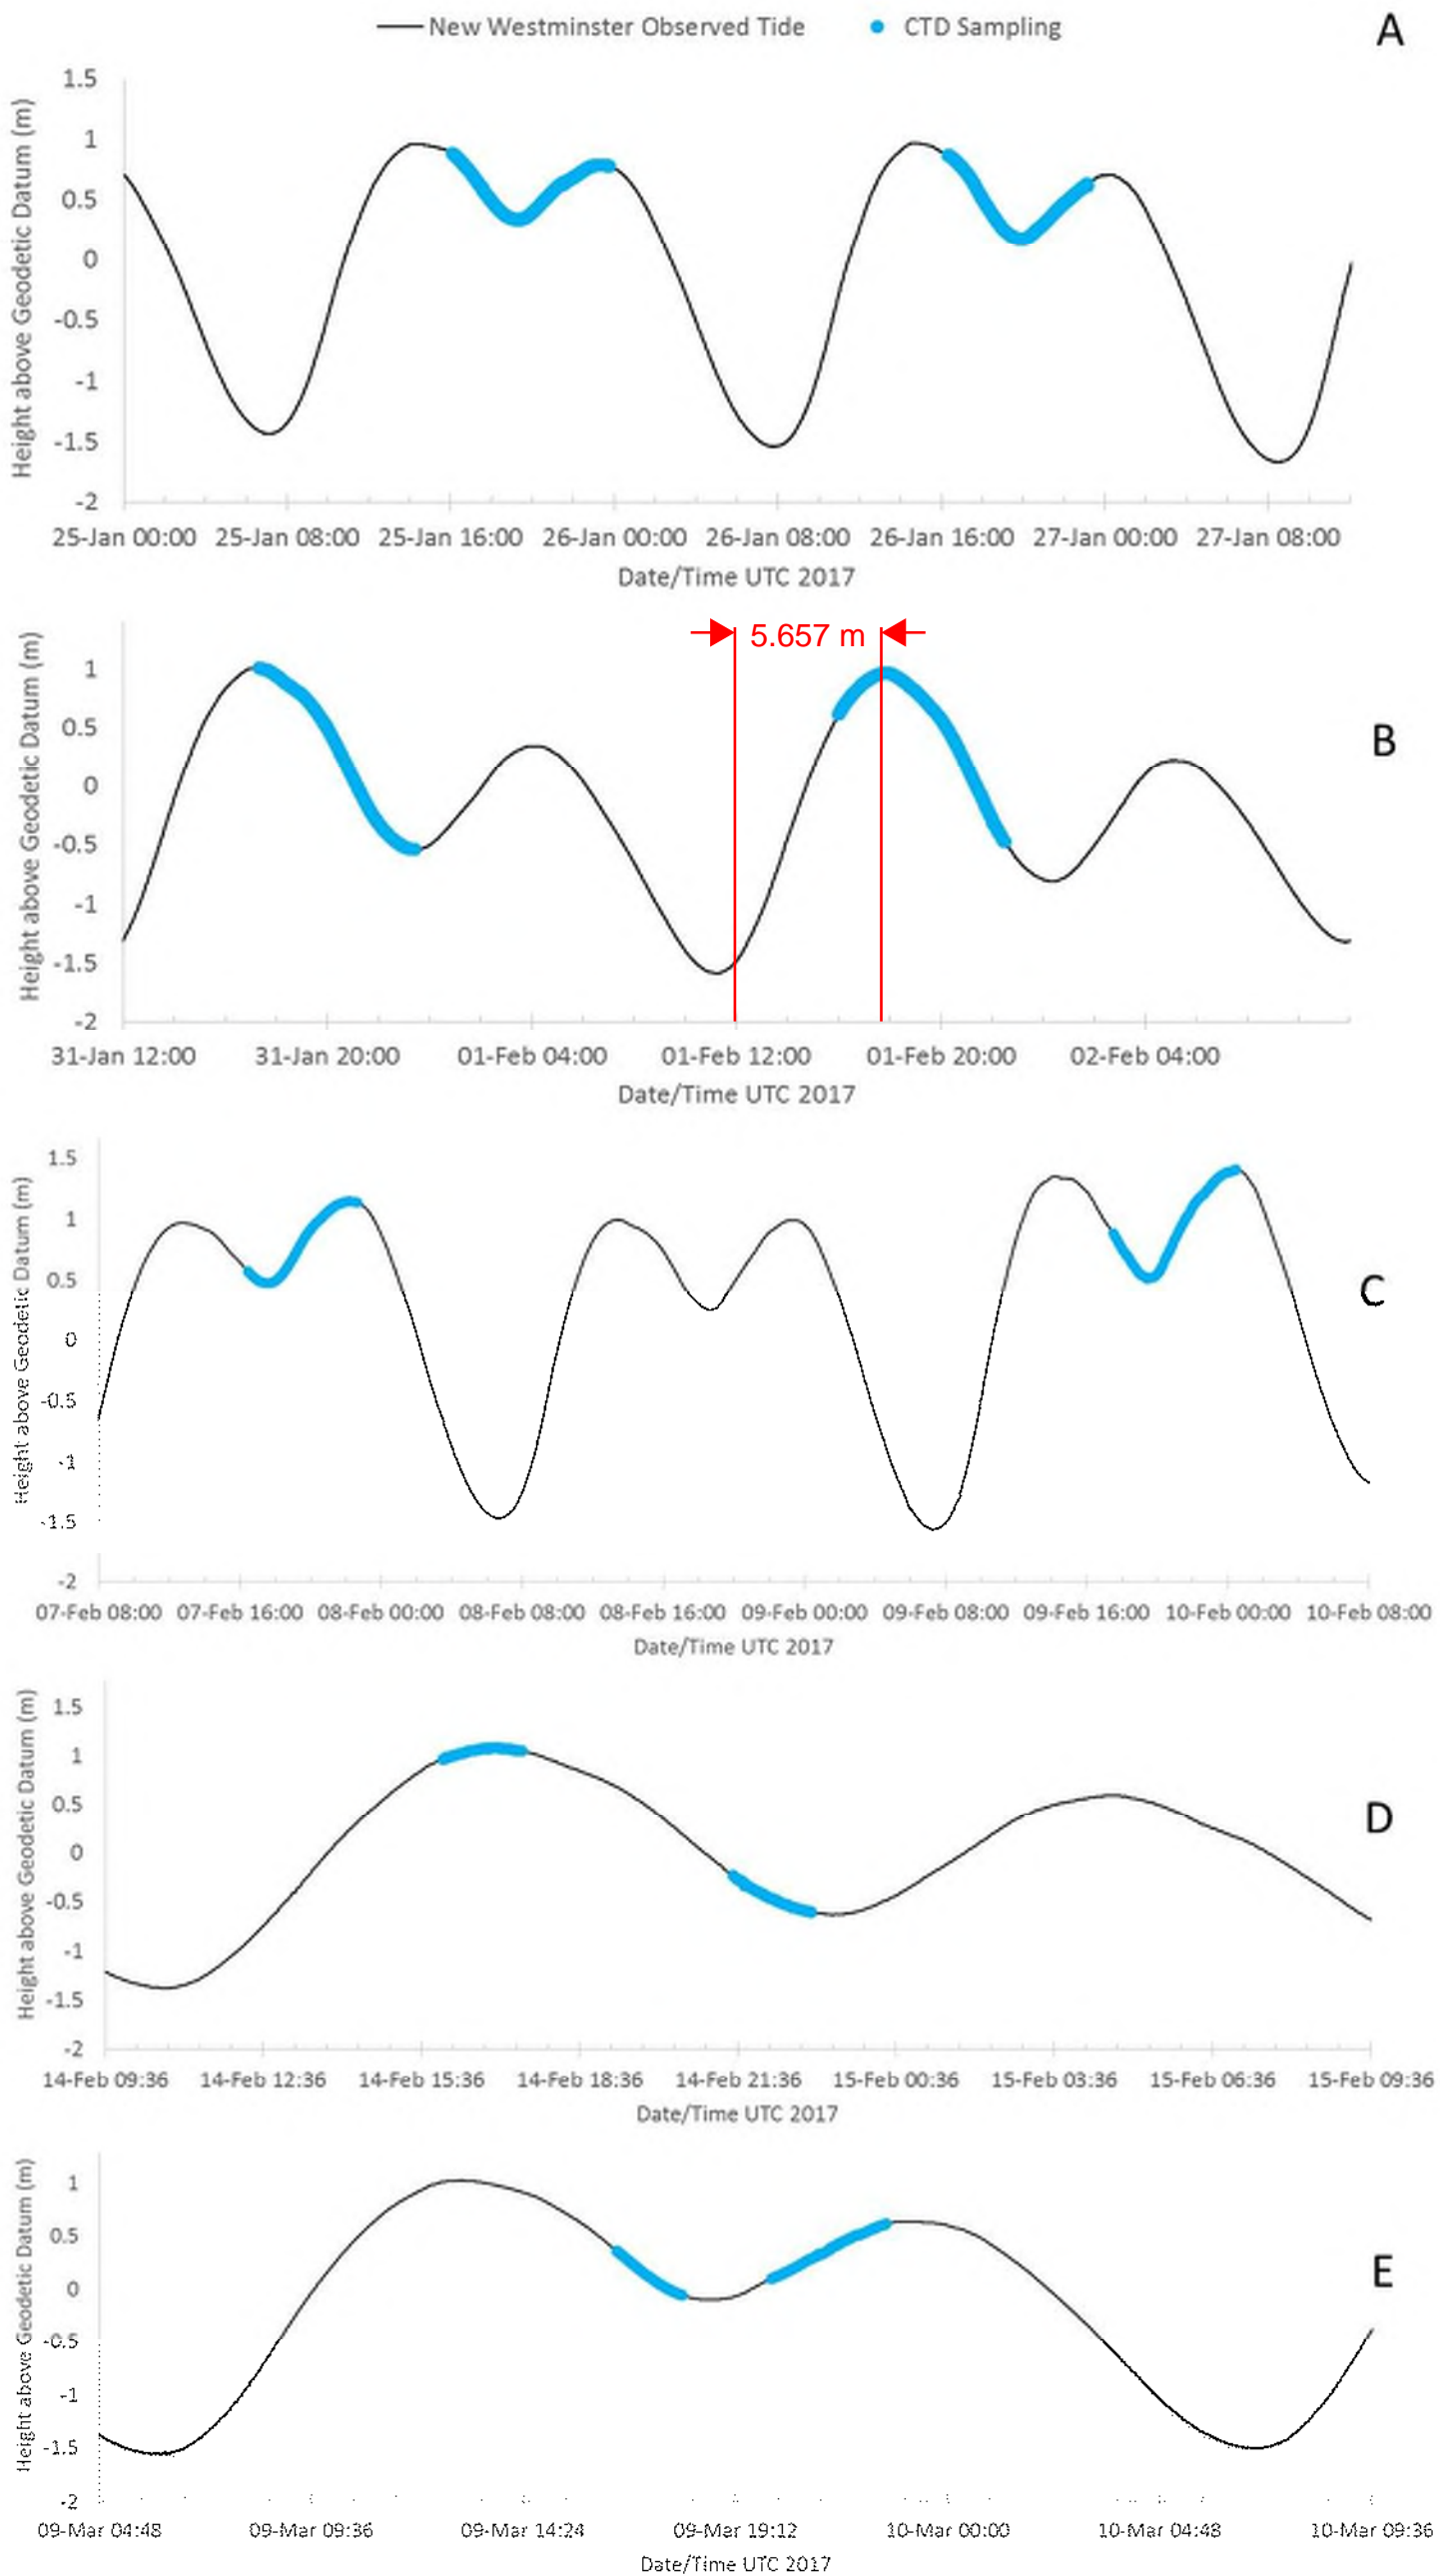 New Westminster Observed Tide CTD Sampling A
Height above Geodetic Datum (m)
1.5
1
0.5
0
-0.5
-1
-1.5
-2
25-Jan 00:00 25-Jan 08:00 25-Jan 16:00 26-Jan 00:00 26-Jan 08:00 26-Jan 16:00 27-Jan 00:00 27-Jan 08:00
Date/Time UTC 2017
5.657 m
B
Height above Geodetic Datum (m)
1
0.5
0
-0.5
-1
-1.5
-2
31-Jan 12:00 31-Jan 20:00 01-Feb 04:00 01-Feb 12:00 01-Feb 20:00 02-Feb 04:00
Date/Time UTC 2017
C
Height above Geodetic Datum (m)
1.5
1
0.5
0
-0.5
-1
-1.5
-2
07-Feb 08:00 07-Feb 16:00 08-Feb 00:00 08-Feb 08:00 08-Feb 16:00 09-Feb 00:00 09-Feb 08:00 09-Feb 16:00 10-Feb 00:00 10-Feb 08:00
Date/Time UTC 2017
D
Height above Geodetic Datum (m)
1.5
1
0.5
0
-0.5
-1
-1.5
-2
14-Feb 09:36 14-Feb 12:36 14-Feb 15:36 14-Feb 18:36 14-Feb 21:36 15-Feb 00:36 15-Feb 03:36 15-Feb 06:36 15-Feb 09:36
Date/Time UTC 2017
E
Height above Geodetic Datum (m)
1
0.5
0
-0.5
-1
-1.5
-2
09-Mar 04:48 09-Mar 09:36 09-Mar 14:24 09-Mar 19:12 10-Mar 00:00 10-Mar 04:48 10-Mar 09:36
Date/Time UTC 2017